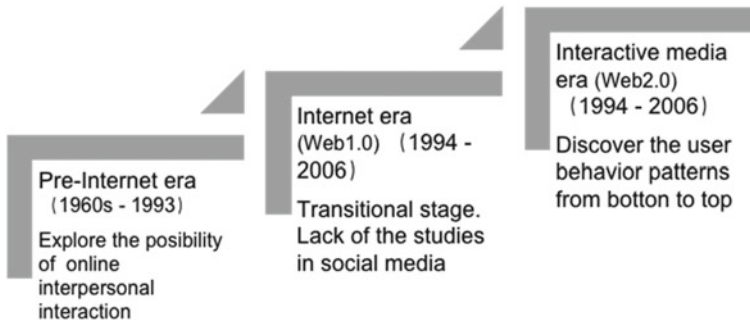 Pre-Internet era
(1960s - 1993)
Explore the posibility
of online
interpersonal
interaction
Internet era
(Web1.0) (1994 -
2006)
Transitional stage.
Lack of the studies
in social media
Interactive media
era (Web2.0)
(1994 - 2006)
Discover the user
behavior patterns
from botton to top